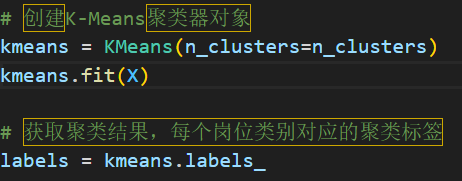 # 创建K-Means聚类器对象
kmeans = KMeans(n_clusters=n_clusters)
kmeans.fit(X)
# 获取聚类结果，每个岗位类别对应的聚类标签
labels = kmeans.labels_